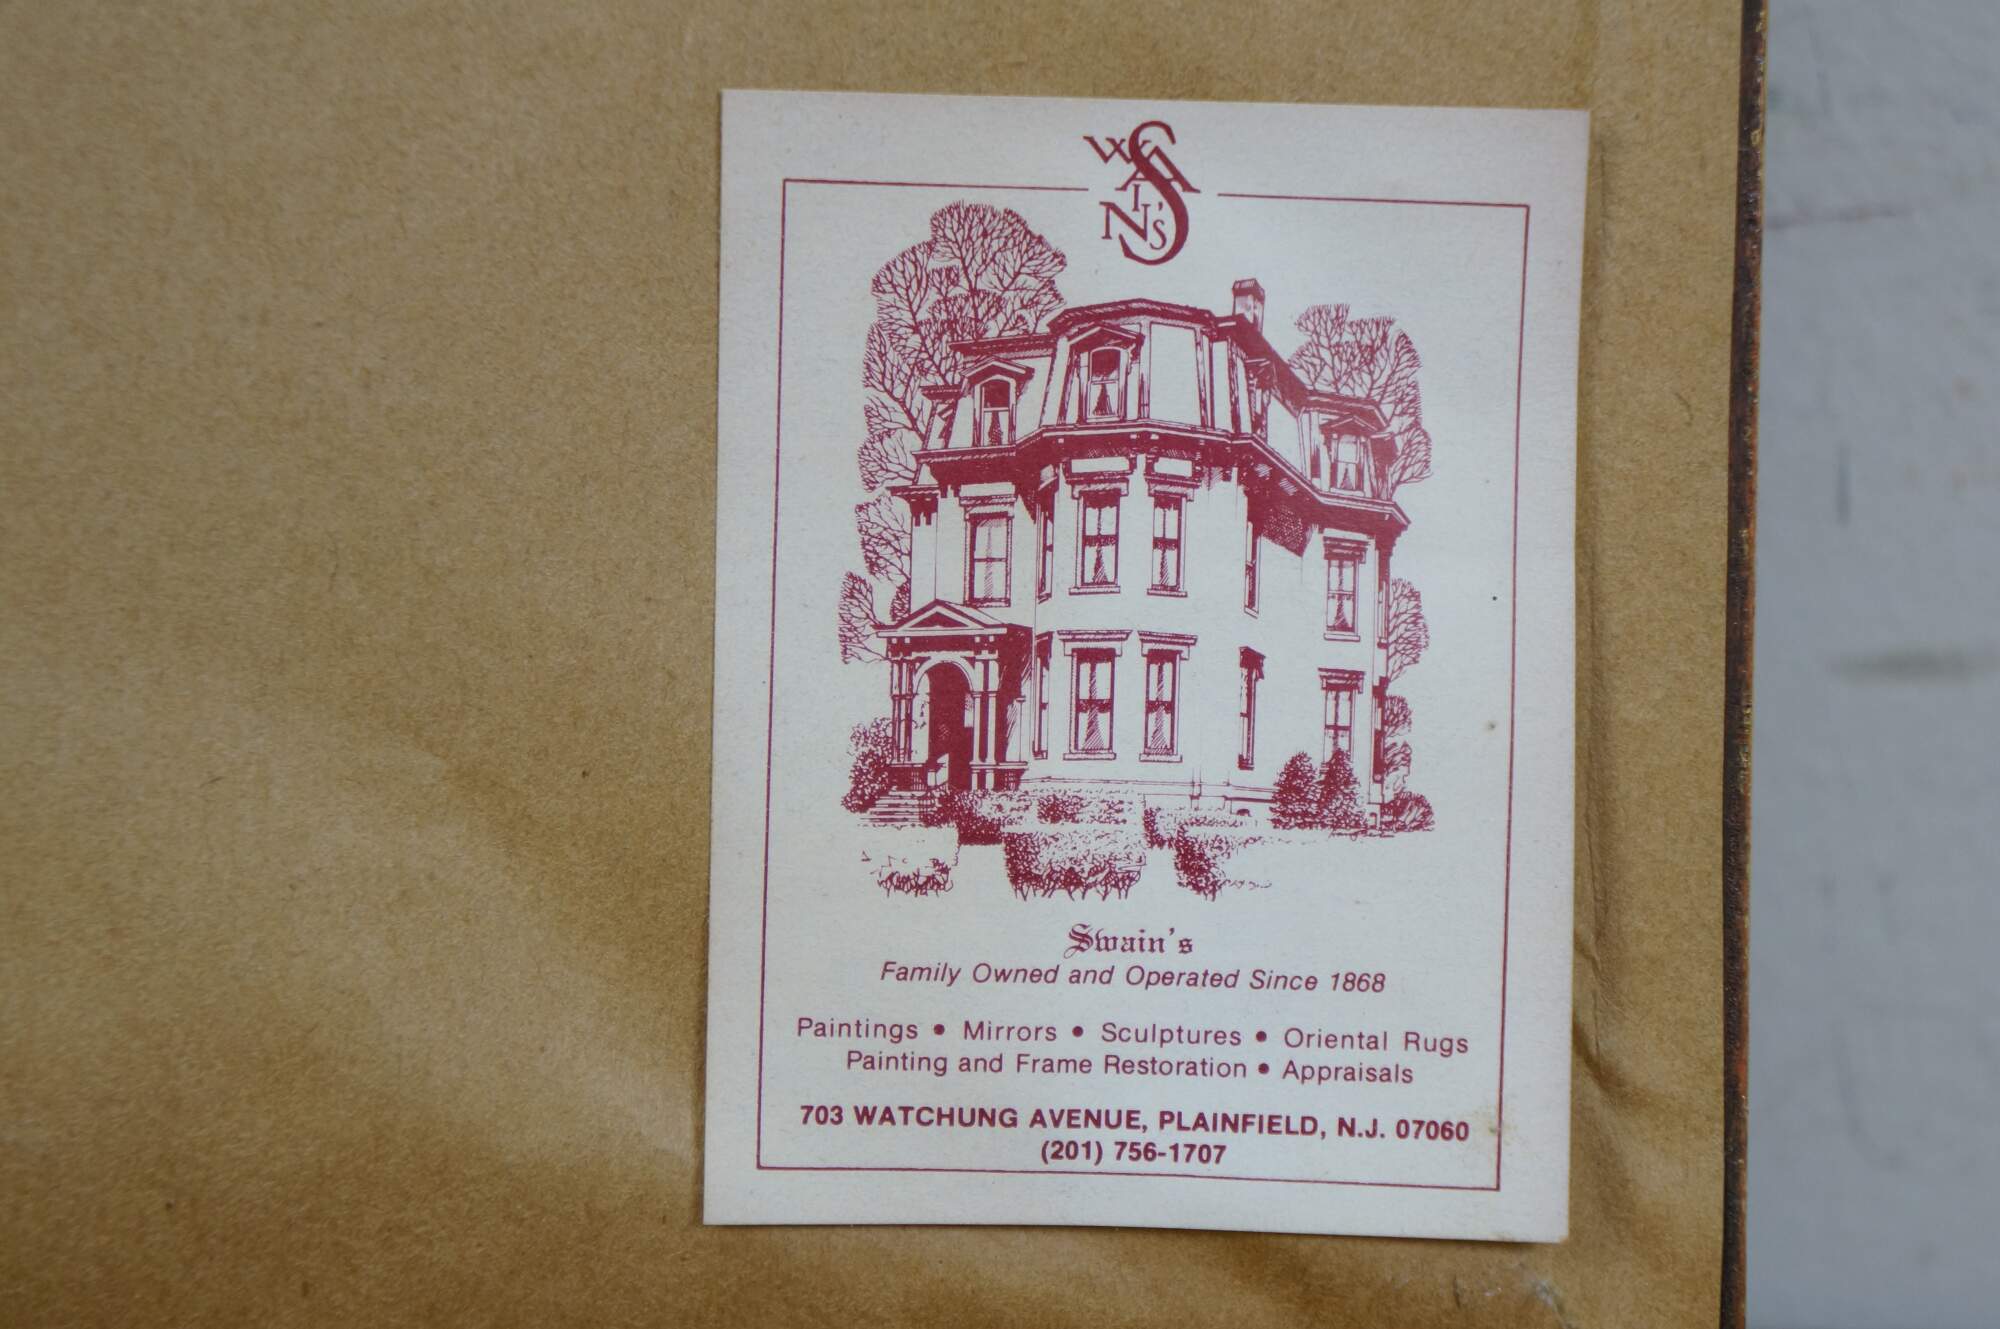 SWAIN'S
Swain's
Family Owned and Operated Since 1868
Paintings • Mirrors • Sculptures • Oriental Rugs
Painting and Frame Restoration • Appraisals
703 WATCHUNG AVENUE, PLAINFIELD, N.J. 07060
(201) 756-1707